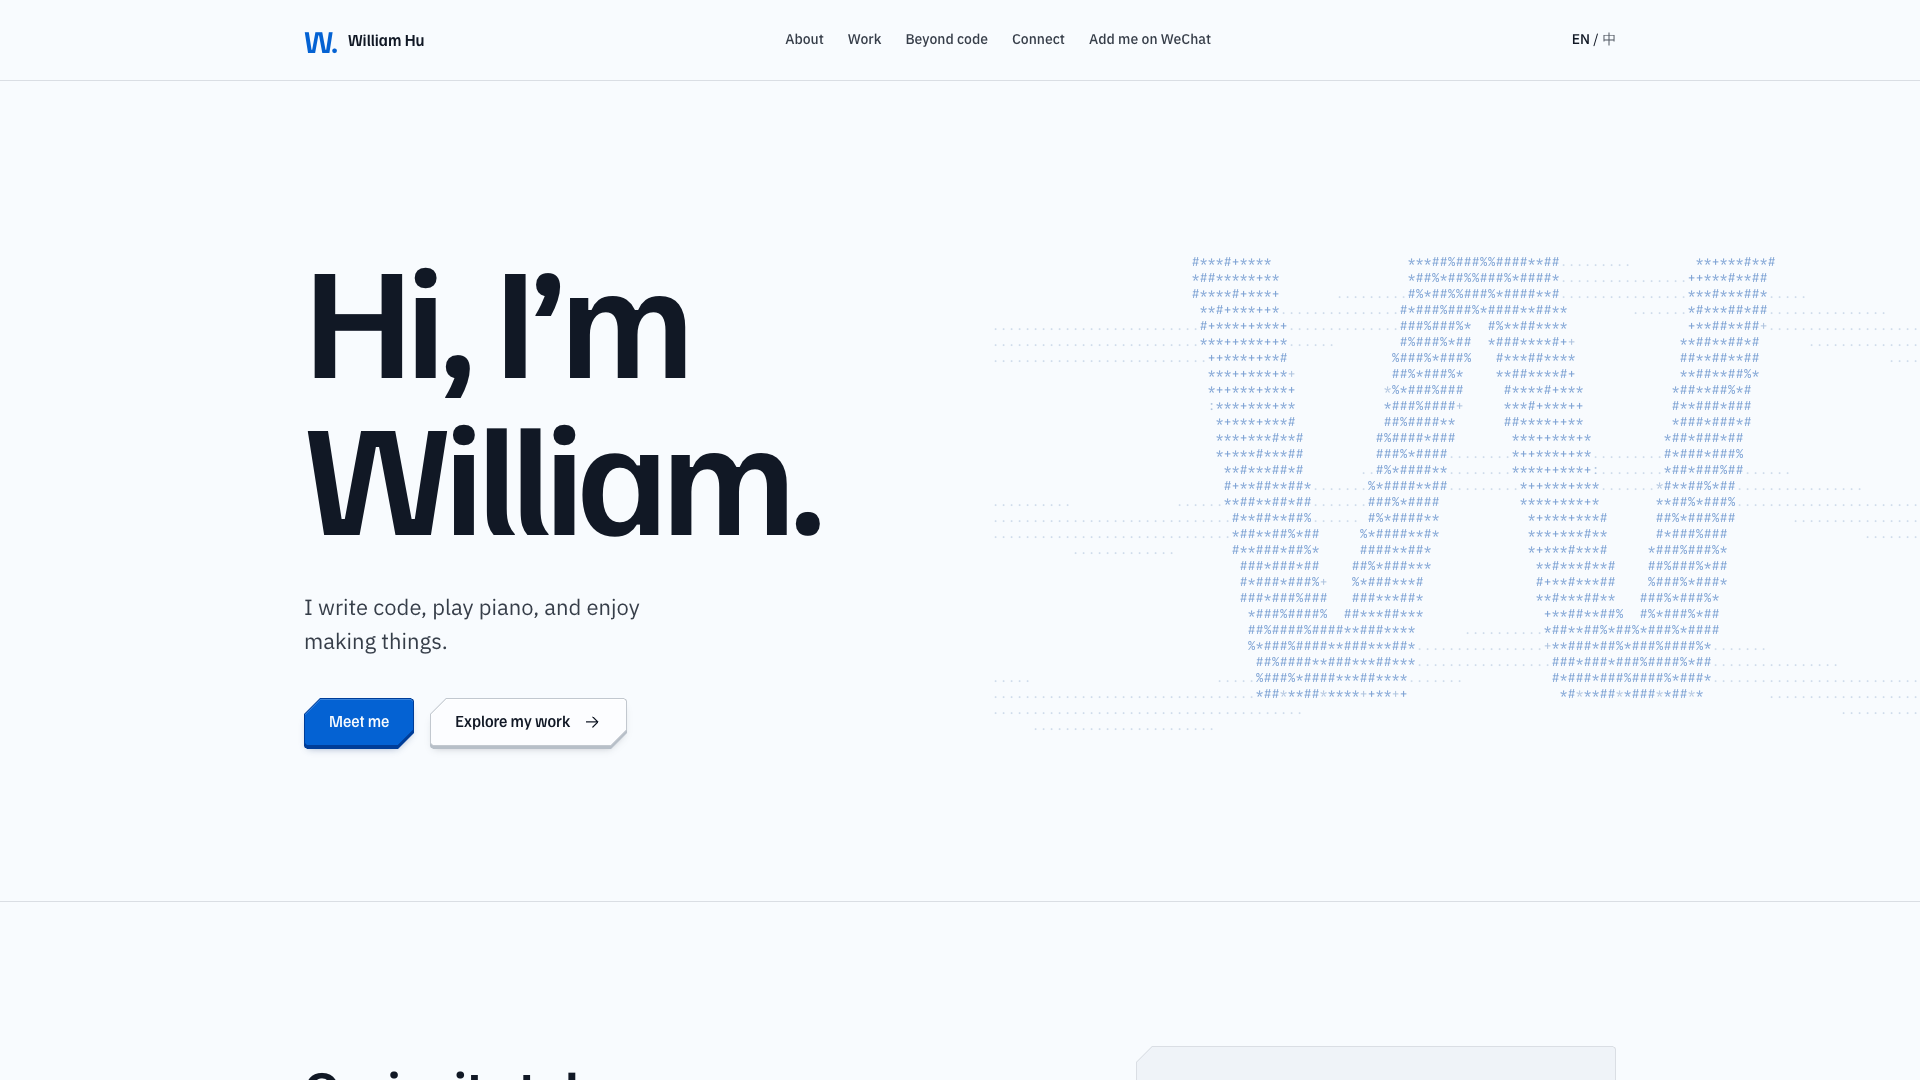 W. William Hu
About Work Beyond code Connect Add me on WeChat
EN / 中
Hi, I’m
William.
I write code, play piano, and enjoy
making things.
Meet me
Explore my work →